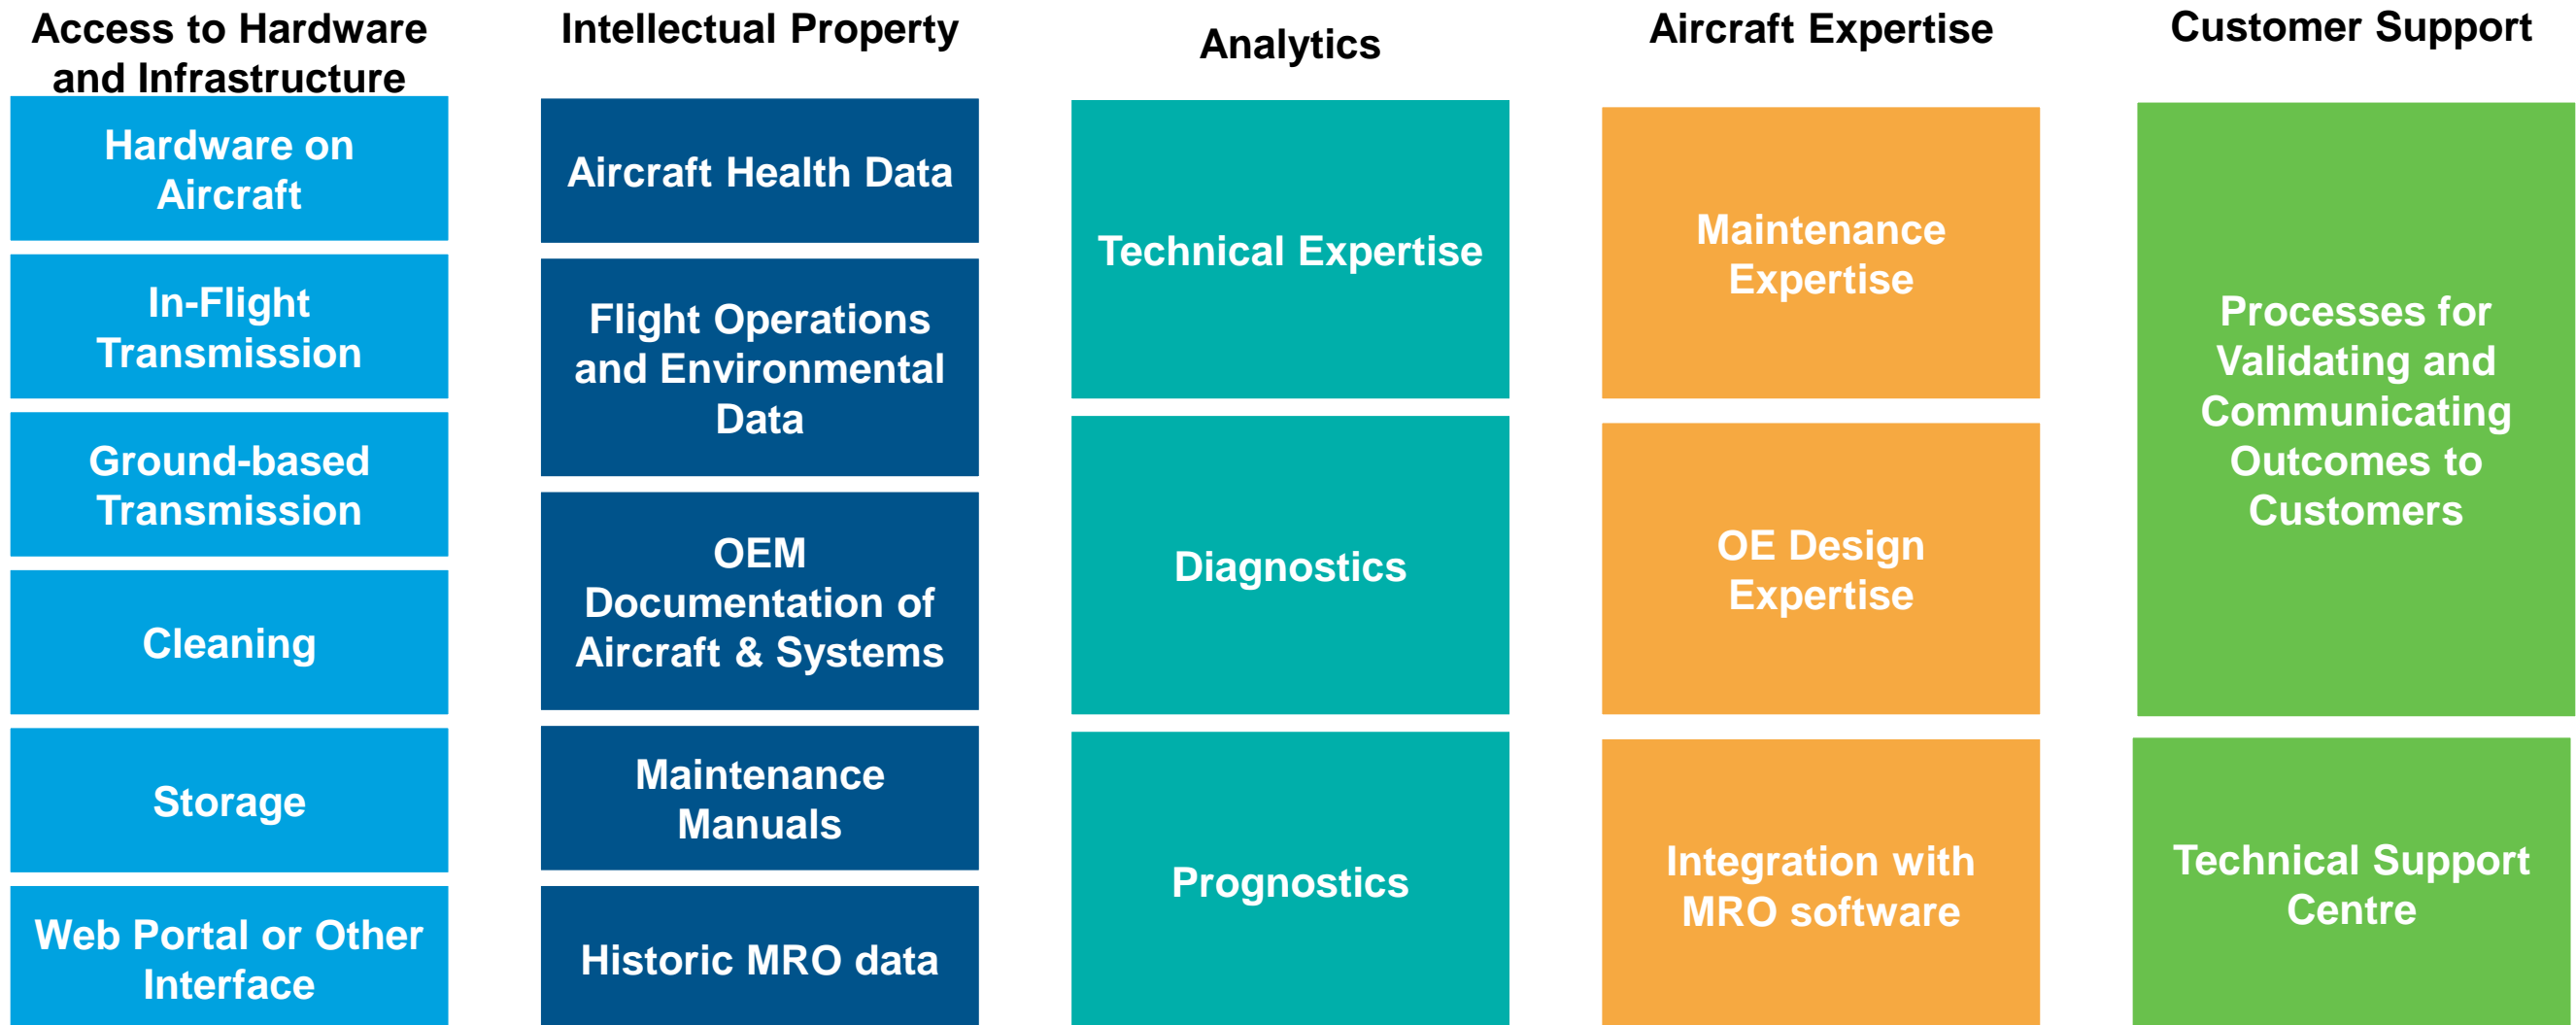 Access to Hardware
and Infrastructure
Hardware on
Aircraft
In-Flight
Transmission
Ground-based
Transmission
Cleaning
Storage
Web Portal or Other
Interface
Intellectual Property
Aircraft Health Data
Flight Operations
and Environmental
Data
OEM
Documentation of
Aircraft & Systems
Maintenance
Manuals
Historic MRO data
Analytics
Technical Expertise
Diagnostics
Prognostics
Aircraft Expertise
Maintenance
Expertise
OE Design
Expertise
Integration with
MRO software
Customer Support
Processes for
Validating and
Communicating
Outcomes to
Customers
Technical Support
Centre